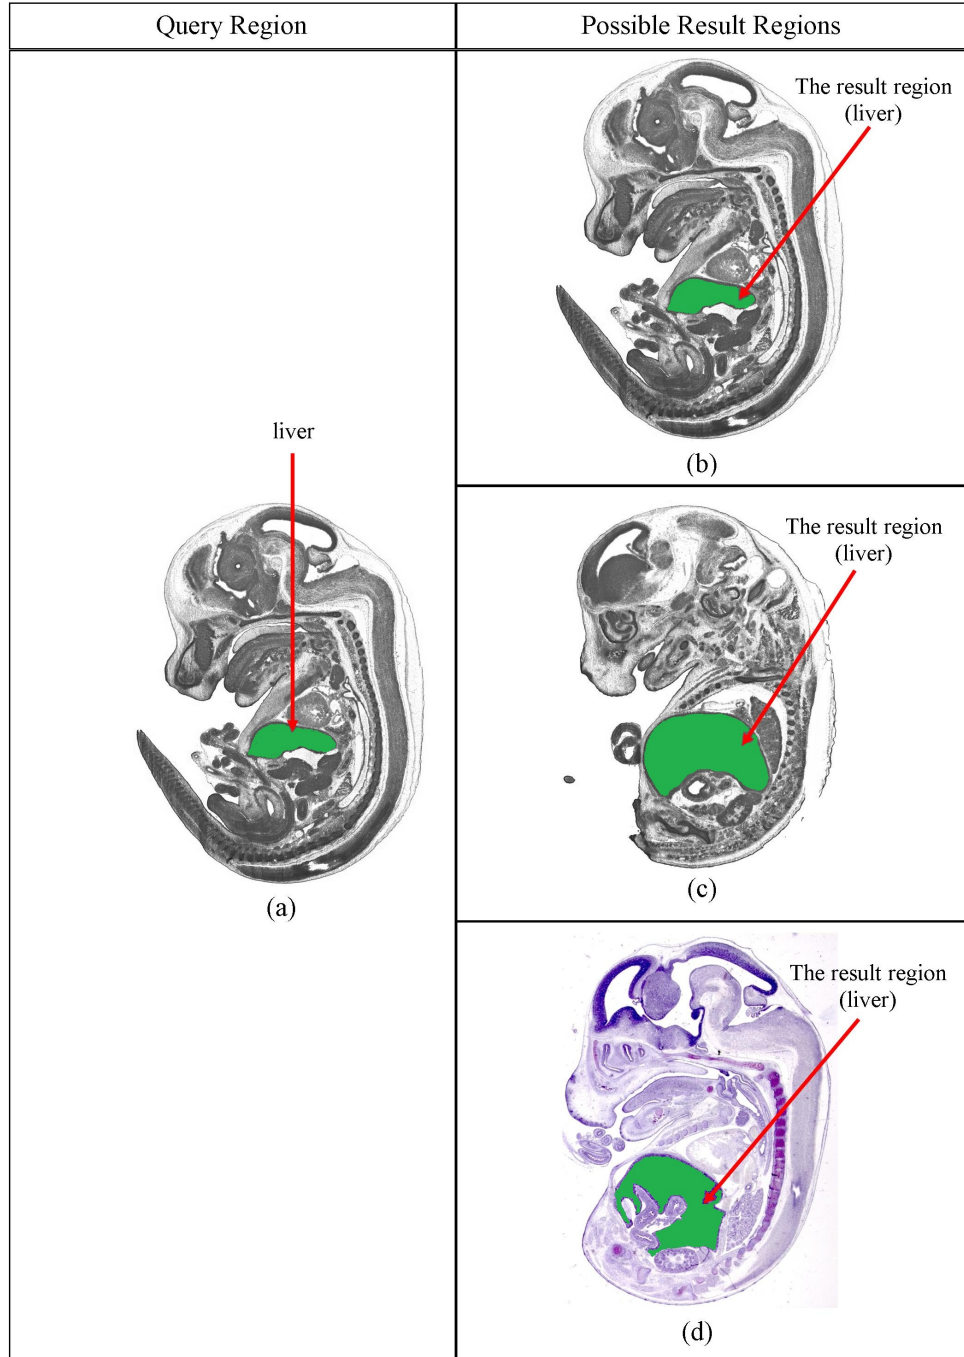 Query Region
Possible Result Regions
liver
(a)
The result region
(liver)
(b)
The result region
(liver)
(c)
The result region
(liver)
(d)